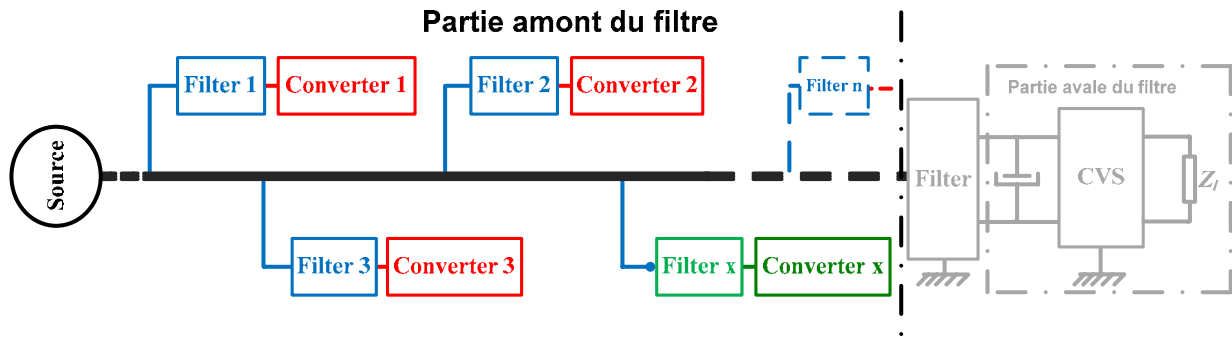 Partie amont du filtre
Filter 1
Converter 1
Filter 2
Converter 2
Filter n
Partie avale du filtre
Source
Filter
CVS
Zl
Filter 3
Converter 3
Filter x
Converter x